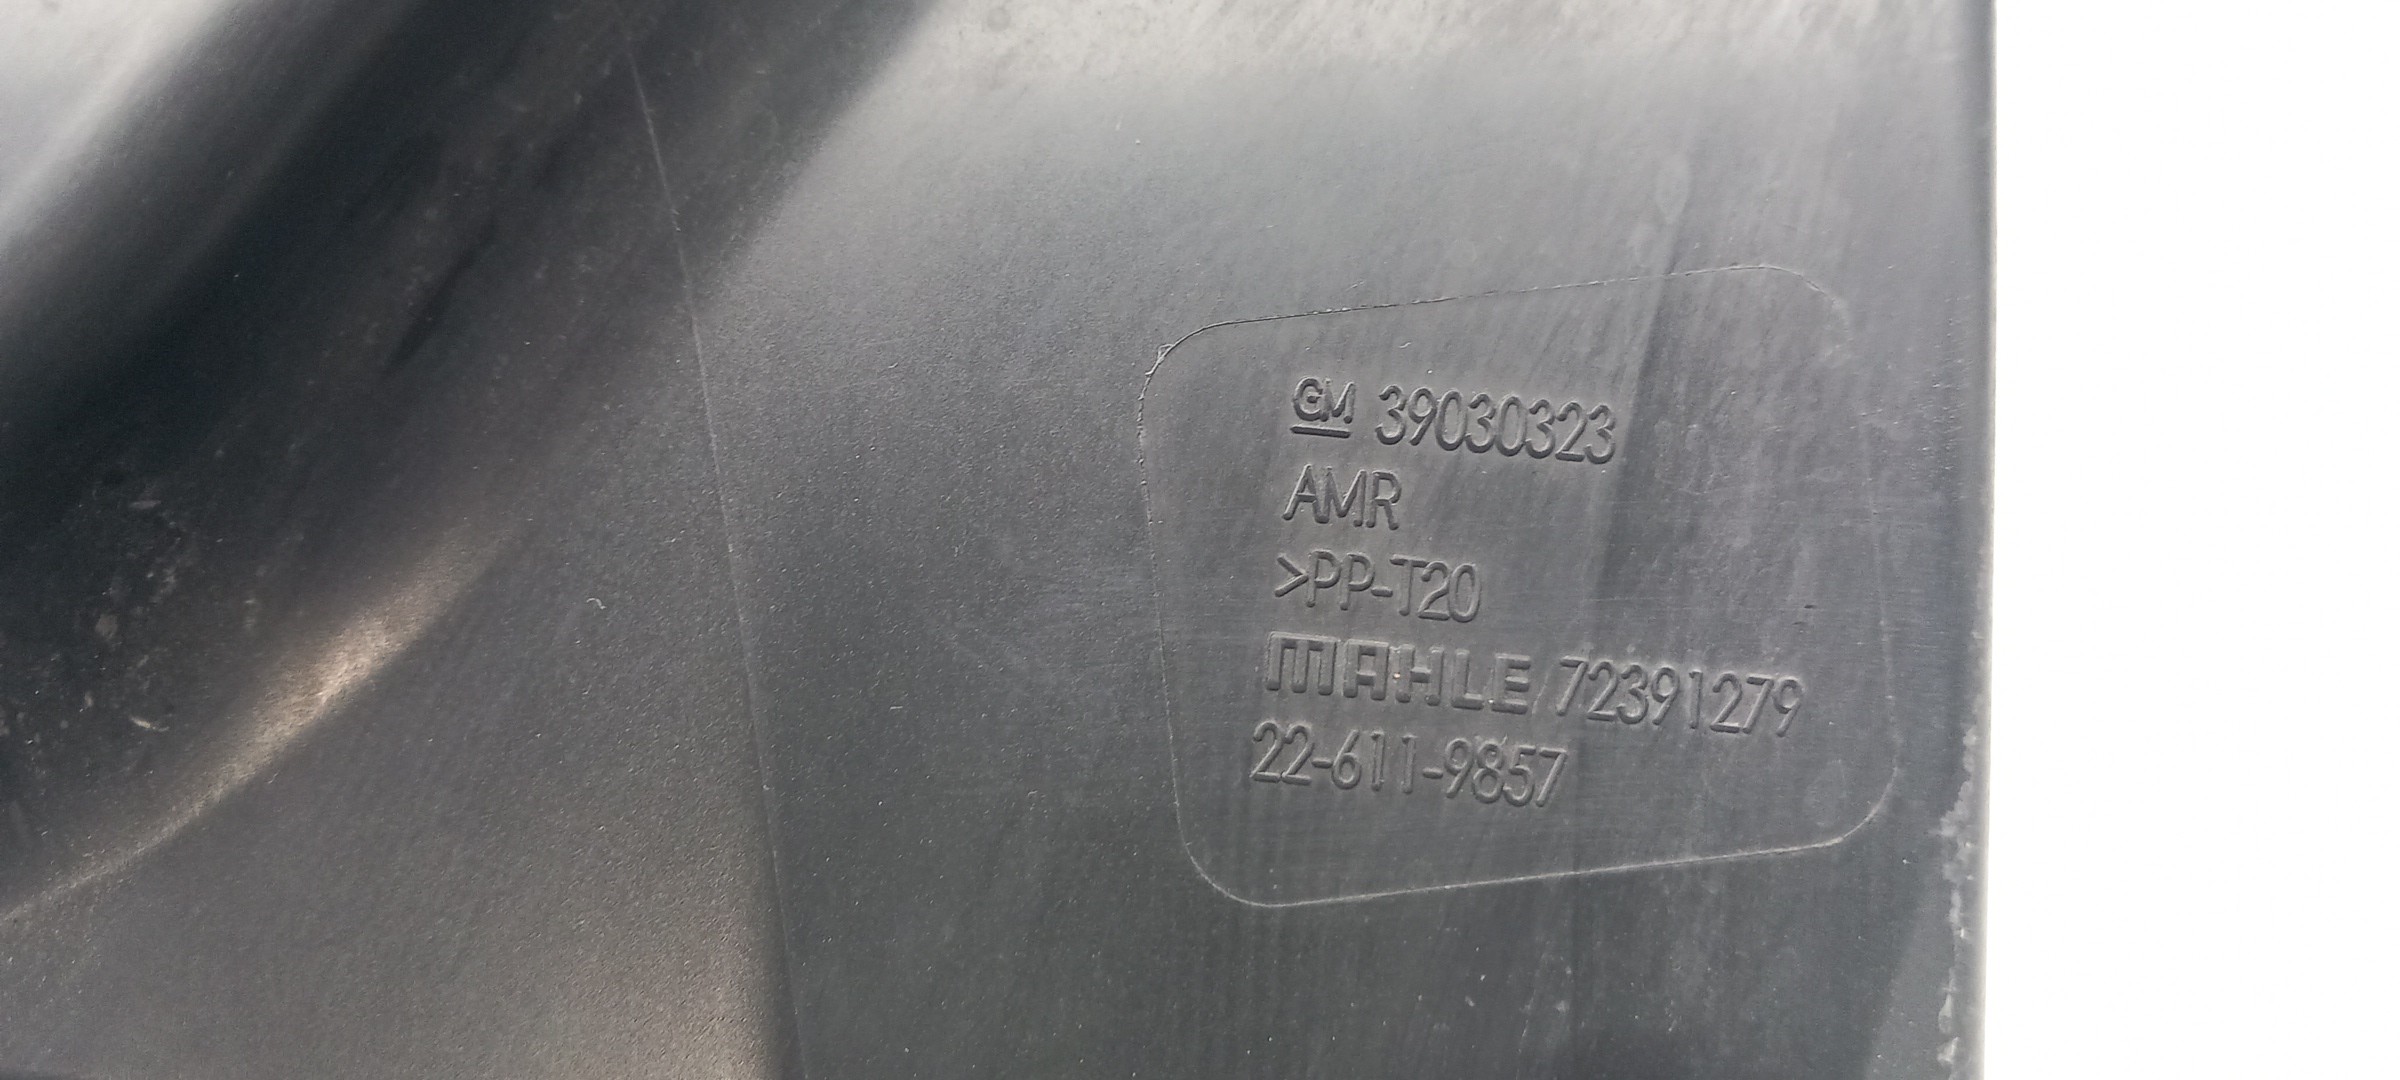 GM 39030323
AMR
>PP-T20
MAHLE 72391279
22-611-9857